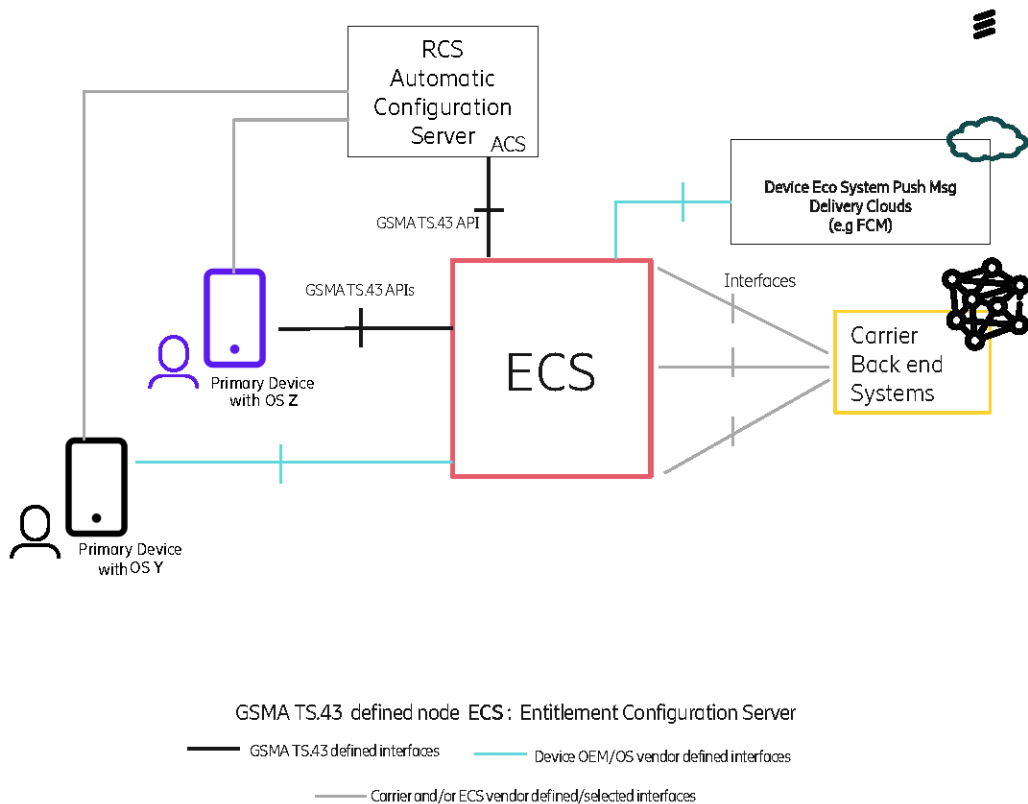 RCS
Automatic
Configuration
Server
ACS
GSMA TS.43 API
Device Eco System Push Msg
Delivery Clouds
(e.g FCM)
Interfaces
GSMA TS.43 APIs
ECS
Carrier
Back end
Systems
Primary Device
with OS Z
Primary Device
with OS Y
GSMA TS.43 defined node ECS : Entitlement Configuration Server
GSMA TS.43 defined interfaces
Device OEM/OS vendor defined interfaces
Carrier and/or ECS vendor defined/selected interfaces